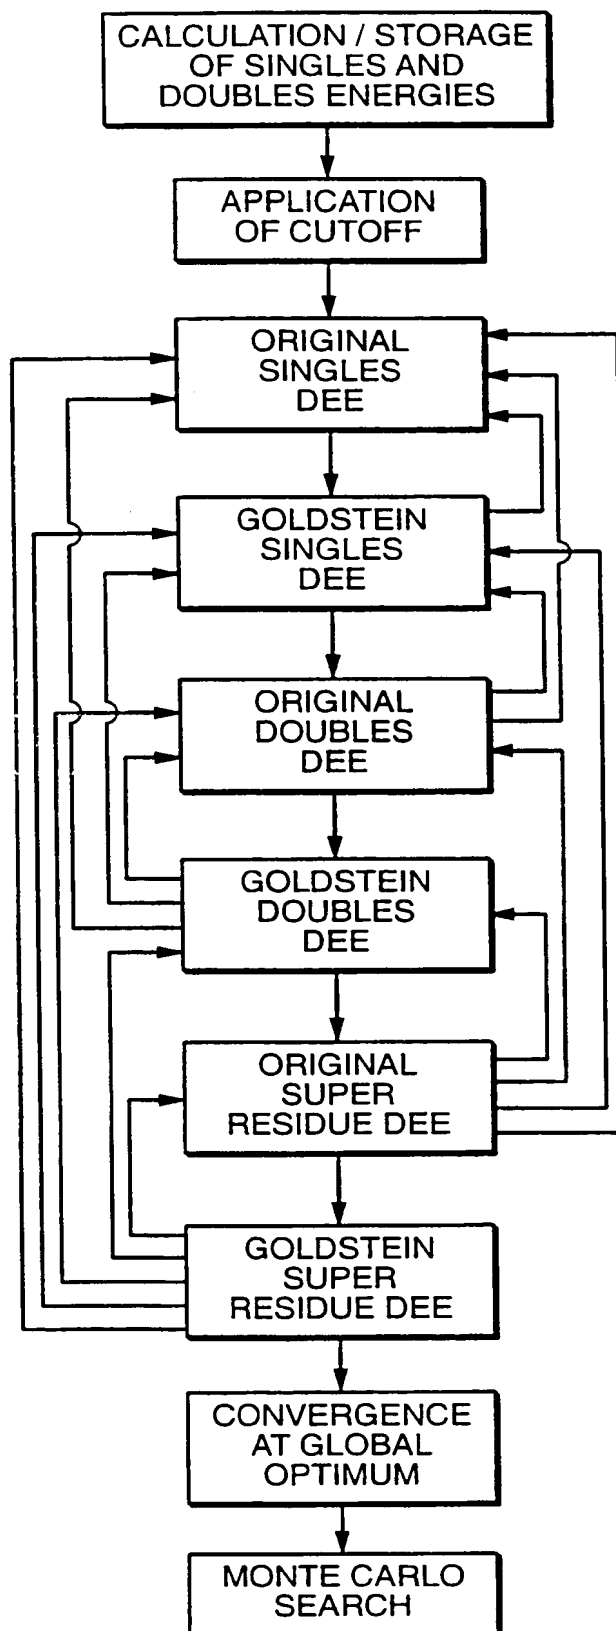 CALCULATION / STORAGE
OF SINGLES AND
DOUBLES ENERGIES
APPLICATION
OF CUTOFF
ORIGINAL
SINGLES
DEE
GOLDSTEIN
SINGLES
DEE
ORIGINAL
DOUBLES
DEE
GOLDSTEIN
DOUBLES
DEE
ORIGINAL
SUPER
RESIDUE DEE
GOLDSTEIN
SUPER
RESIDUE DEE
CONVERGENCE
AT GLOBAL
OPTIMUM
MONTE CARLO
SEARCH